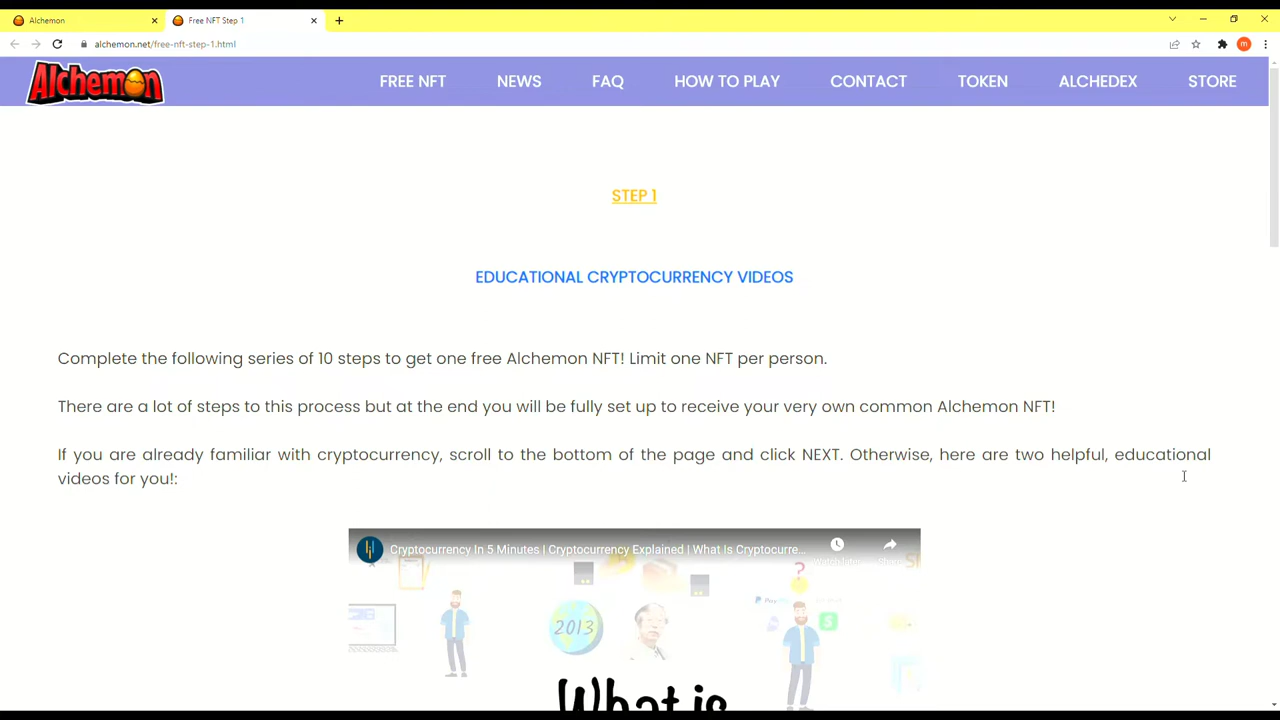 Alchemon
Free NFT Step 1
alchemon.net/free-nft-step-1.html
m
Alchemon
FREE NFT
NEWS
FAQ
HOW TO PLAY
CONTACT
TOKEN
ALCHEDEX
STORE
STEP 1
EDUCATIONAL CRYPTOCURRENCY VIDEOS
Complete the following series of 10 steps to get one free Alchemon NFT! Limit one NFT per person.
There are a lot of steps to this process but at the end you will be fully set up to receive your very own common Alchemon NFT!
If you are already familiar with cryptocurrency, scroll to the bottom of the page and click NEXT. Otherwise, here are two helpful, educational
videos for you!:
Cryptocurrency In 5 Minutes | Cryptocurrency Explained | What Is Cryptocurre...
Watch later
Share
2013
What is